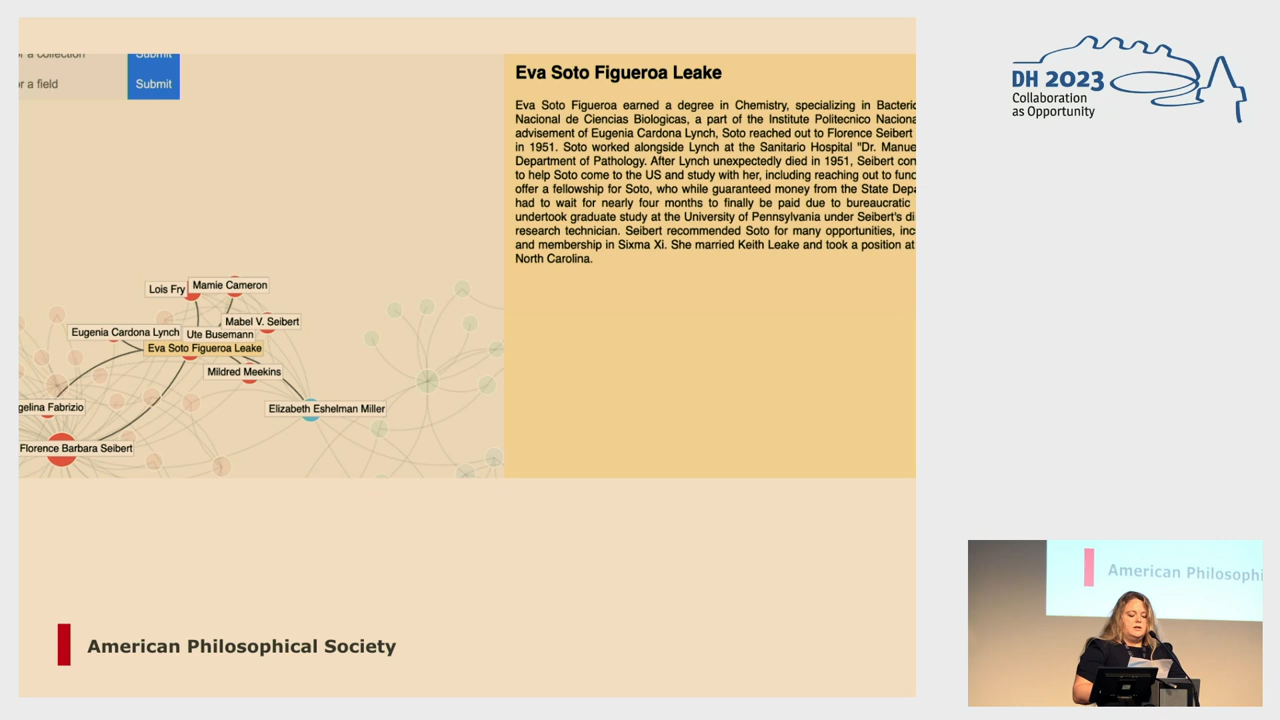 or a collection
Submit
or a field
Submit
Eva Soto Figueroa Leake
Eva Soto Figueroa earned a degree in Chemistry, specializing in Bacteric
Nacional de Ciencias Biologicas, a part of the Institute Politecnico Naciona
advisement of Eugenia Cardona Lynch, Soto reached out to Florence Seibert
in 1951. Soto worked alongside Lynch at the Sanitario Hospital "Dr. Manue
Department of Pathology. After Lynch unexpectedly died in 1951, Seibert con
to help Soto come to the US and study with her, including reaching out to fund
offer a fellowship for Soto, who while guaranteed money from the State Depa
had to wait for nearly four months to finally be paid due to bureaucratic
undertook graduate study at the University of Pennsylvania under Seibert's di
research technician. Seibert recommended Soto for many opportunities, inc
and membership in Sixma Xi. She married Keith Leake and took a position at
North Carolina.
Lois Fry
Mamie Cameron
Mabel V. Seibert
Eugenia Cardona Lynch
Ute Busemann
Eva Soto Figueroa Leake
Mildred Meekins
gelina Fabrizio
Elizabeth Eshelman Miller
Florence Barbara Seibert
American Philosophical Society
DH 2023
Collaboration
as Opportunity
American Philosophi